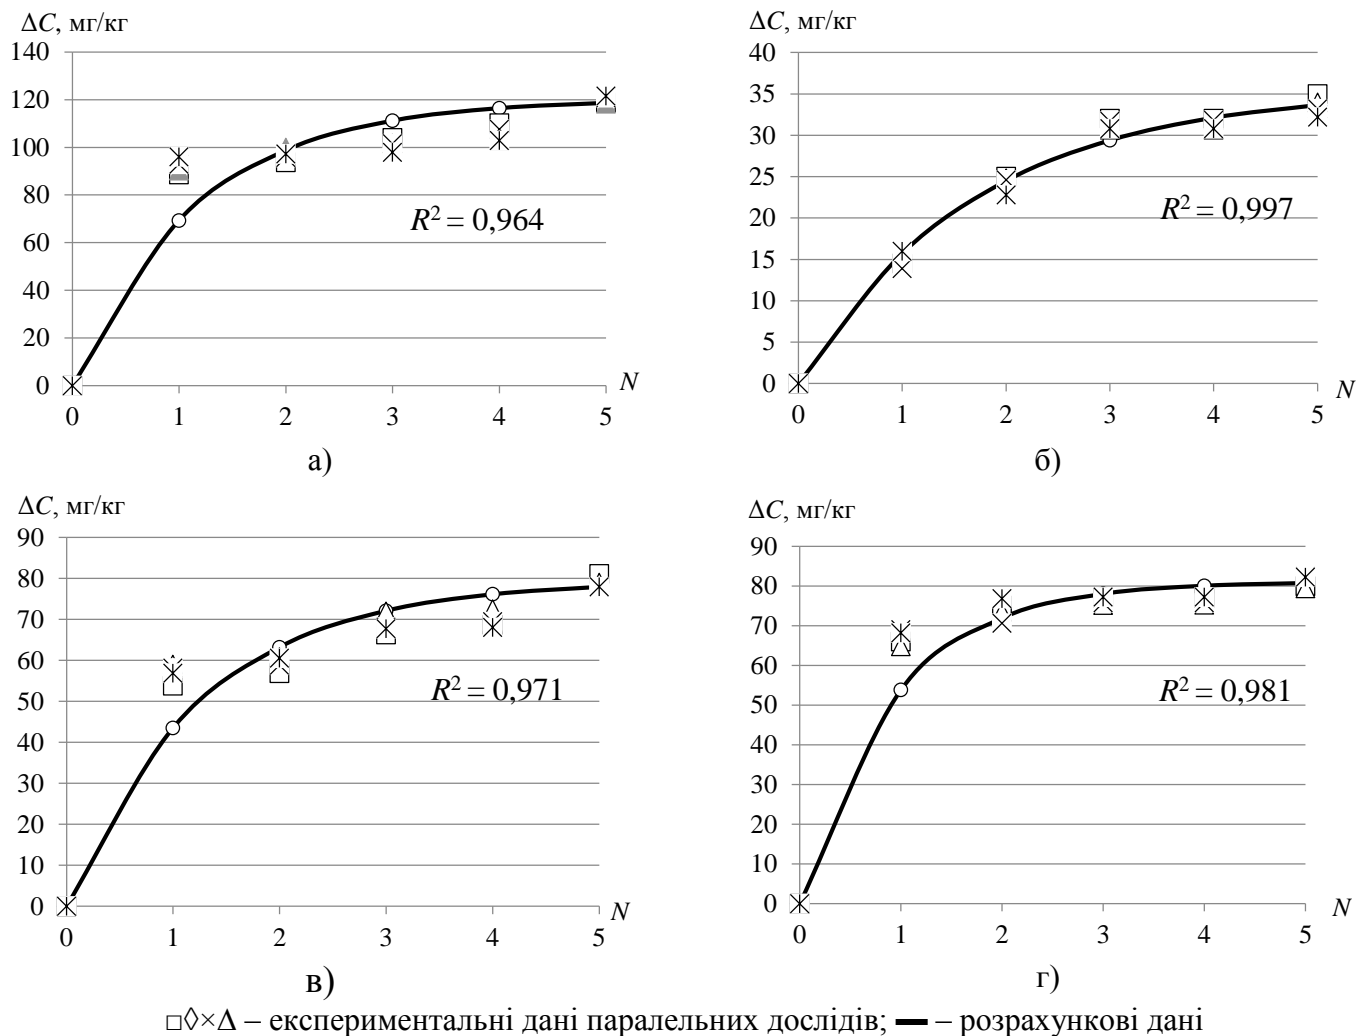 ΔC, мг/кг
140
120
100
80
60
40
20
0
0 1 2 3 4 5
N
R² = 0,964
а)
ΔC, мг/кг
40
35
30
25
20
15
10
5
0
0 1 2 3 4 5
N
R² = 0,997
б)
ΔC, мг/кг
90
80
70
60
50
40
30
20
10
0
0 1 2 3 4 5
N
R² = 0,971
в)
ΔC, мг/кг
90
80
70
60
50
40
30
20
10
0
0 1 2 3 4 5
N
R² = 0,981
г)
□◊×Δ – експериментальні дані паралельних дослідів; ▬ – розрахункові дані